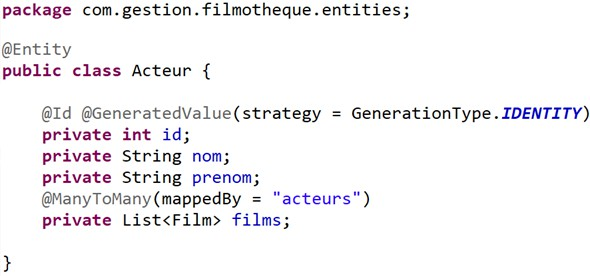 package com.gestion.filmotheque.entities;
@Entity
public class Acteur {
@Id @GeneratedValue(strategy = GenerationType.IDENTITY)
private int id;
private String nom;
private String prenom;
@ManyToMany(mappedBy = "acteurs")
private List<Film> films;
}